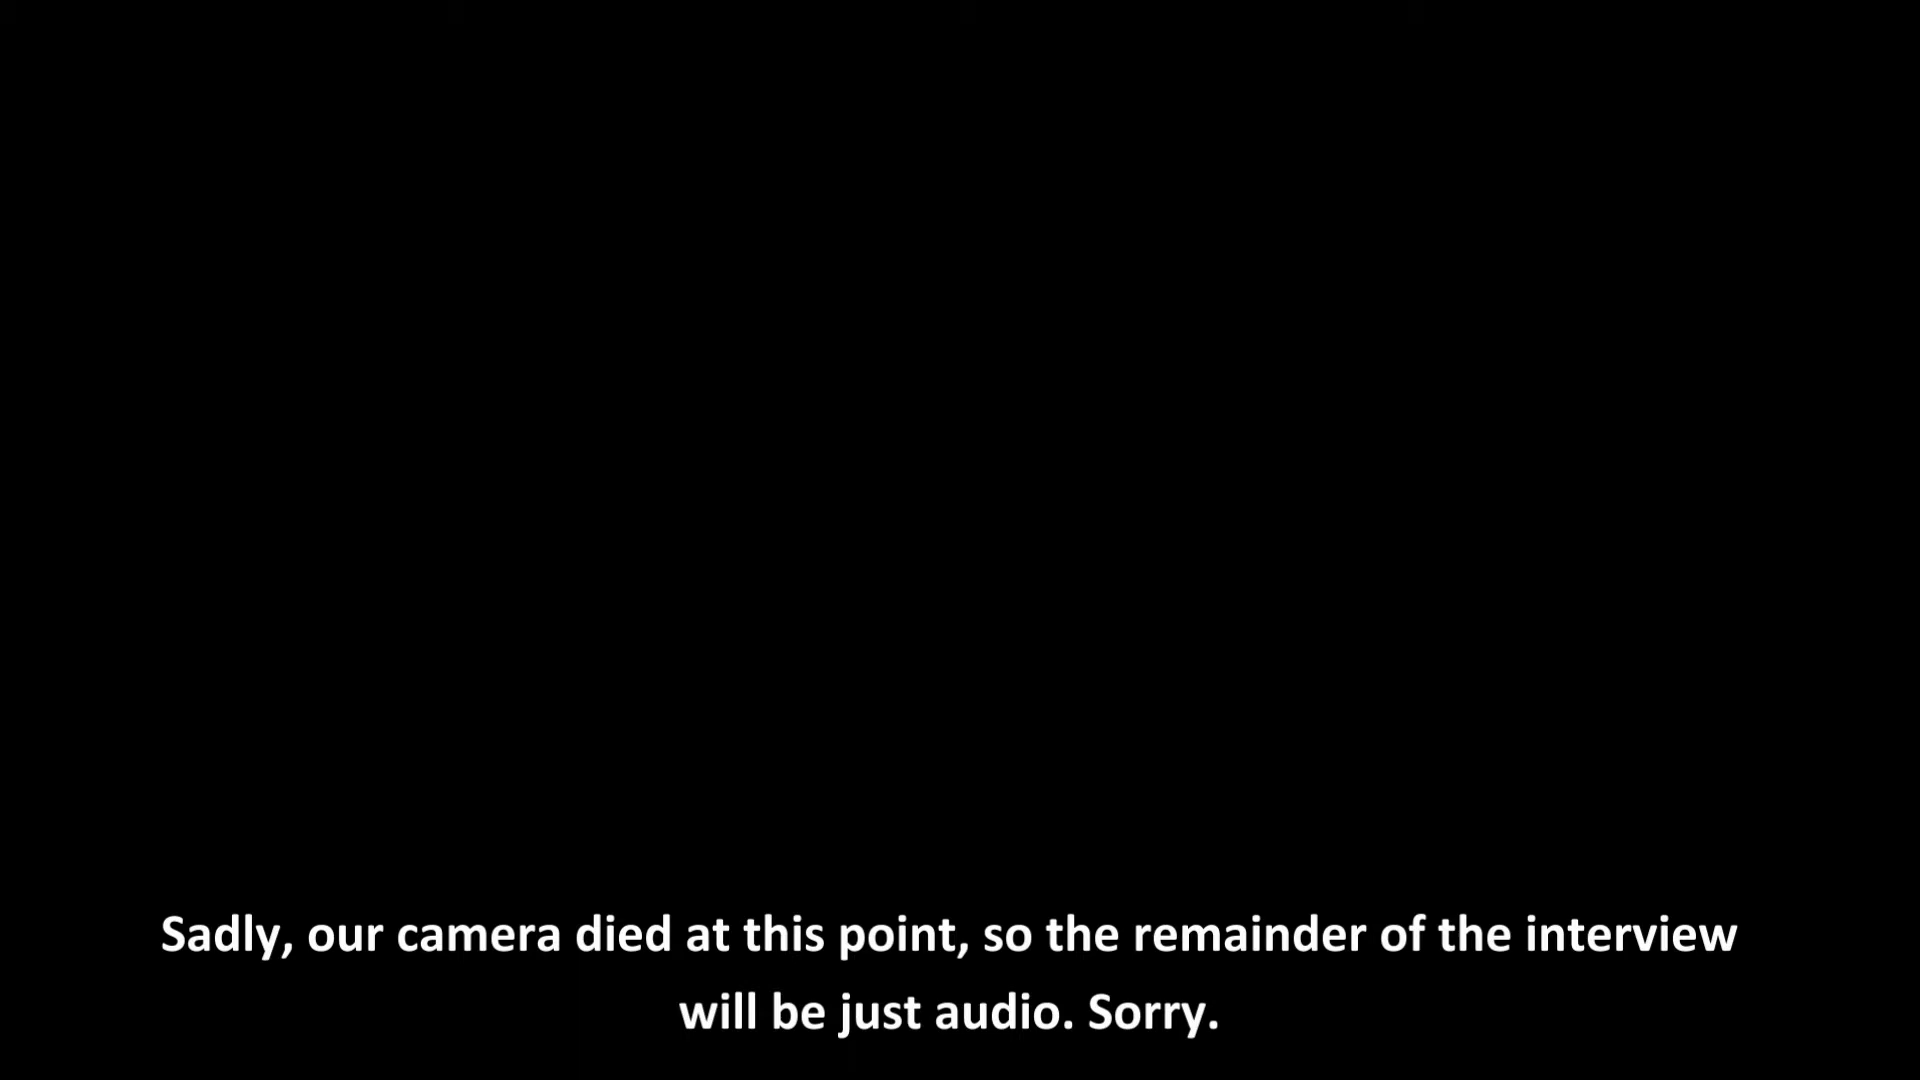 Sadly, our camera died at this point, so the remainder of the interview
will be just audio. Sorry.